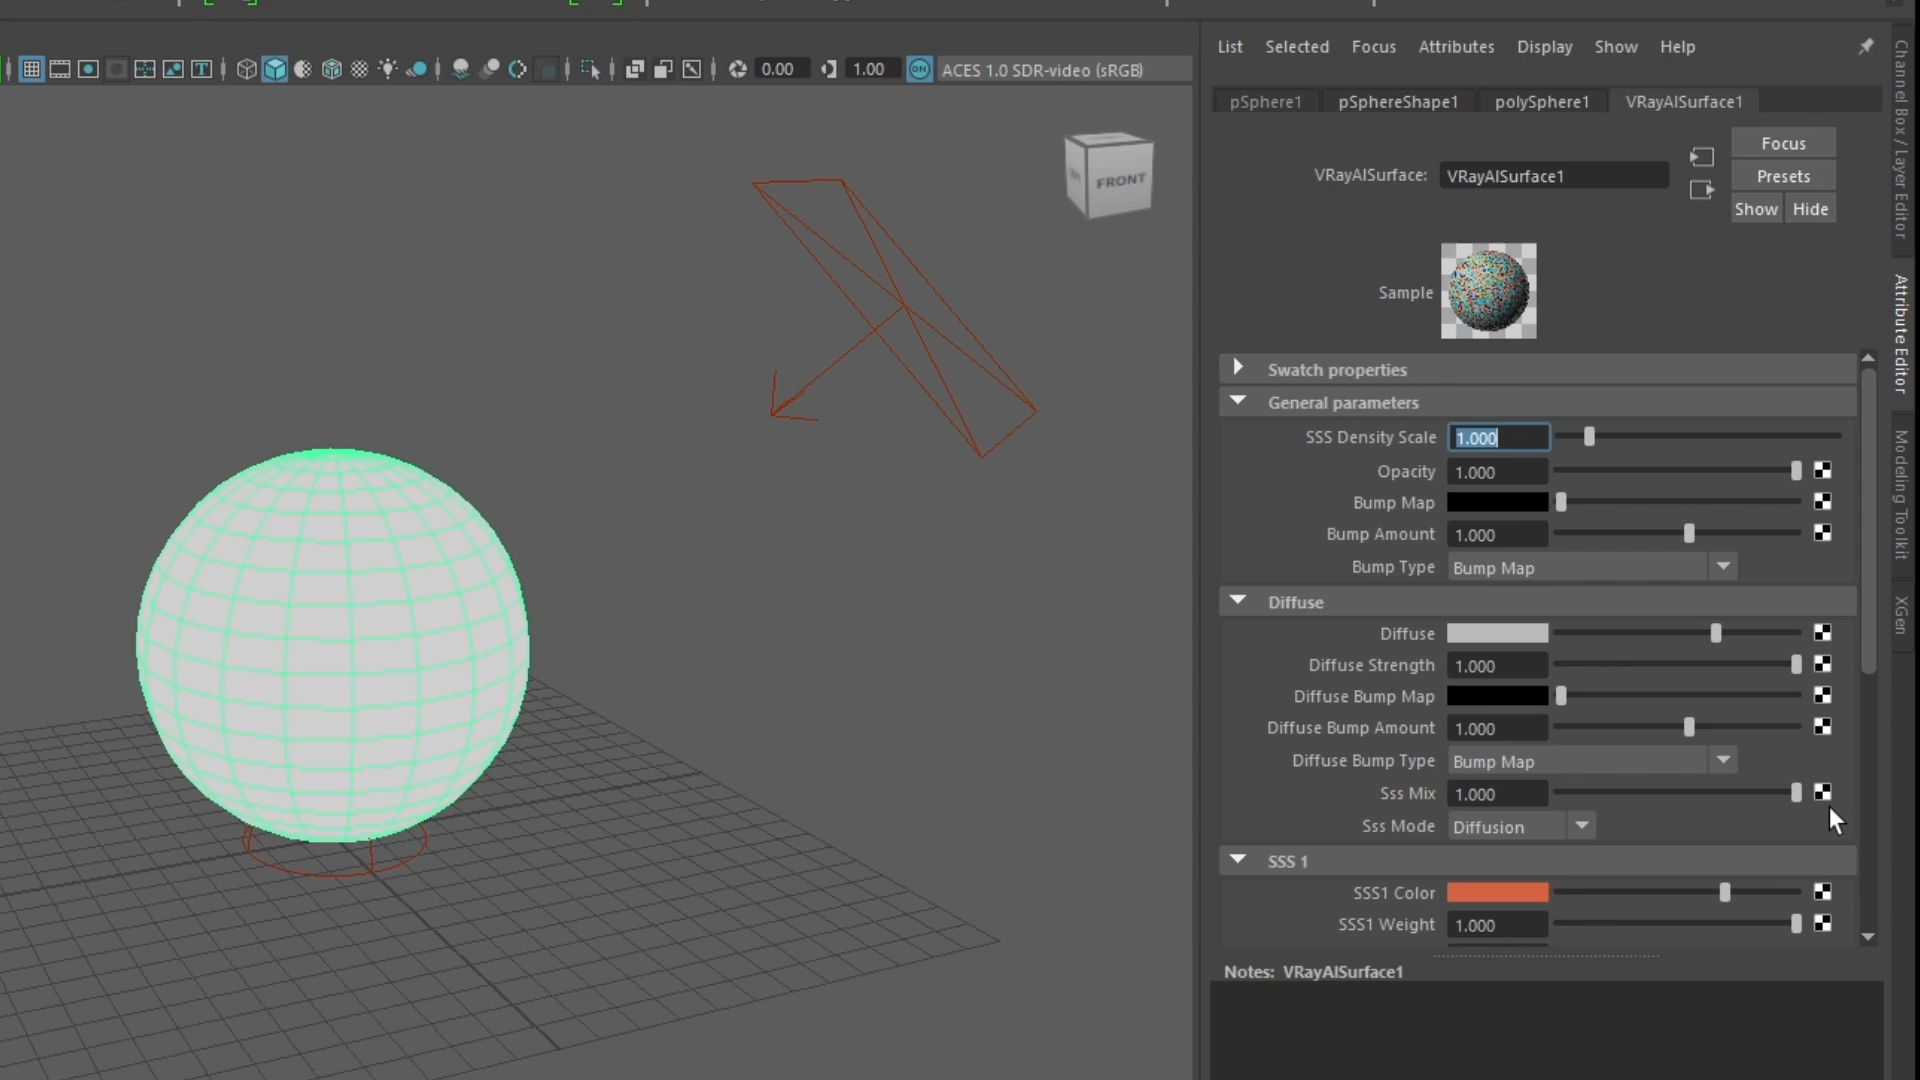 List Selected Focus Attributes Display Show Help
0.00 1.00 ON ACES 1.0 SDR-video (sRGB)
pSphere1 pSphereShape1 polySphere1 VRayAlSurface1
Focus
VRayAlSurface: VRayAlSurface1
Presets
Show Hide
FRONT
Sample
Swatch properties
General parameters
SSS Density Scale 1.000
Opacity 1.000
Bump Map
Bump Amount 1.000
Bump Type Bump Map
Diffuse
Diffuse
Diffuse Strength 1.000
Diffuse Bump Map
Diffuse Bump Amount 1.000
Diffuse Bump Type Bump Map
Sss Mix 1.000
Sss Mode Diffusion
SSS 1
SSS1 Color
SSS1 Weight 1.000
Notes: VRayAlSurface1
Channel Box / Layer Editor
Attribute Editor
Modeling Toolkit
XGen